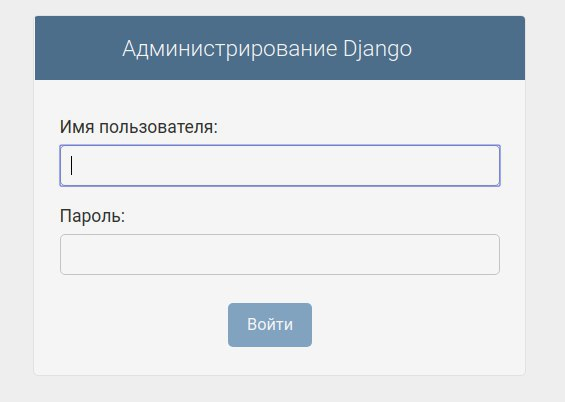 Администрирование Django
Имя пользователя:
Пароль:
Войти